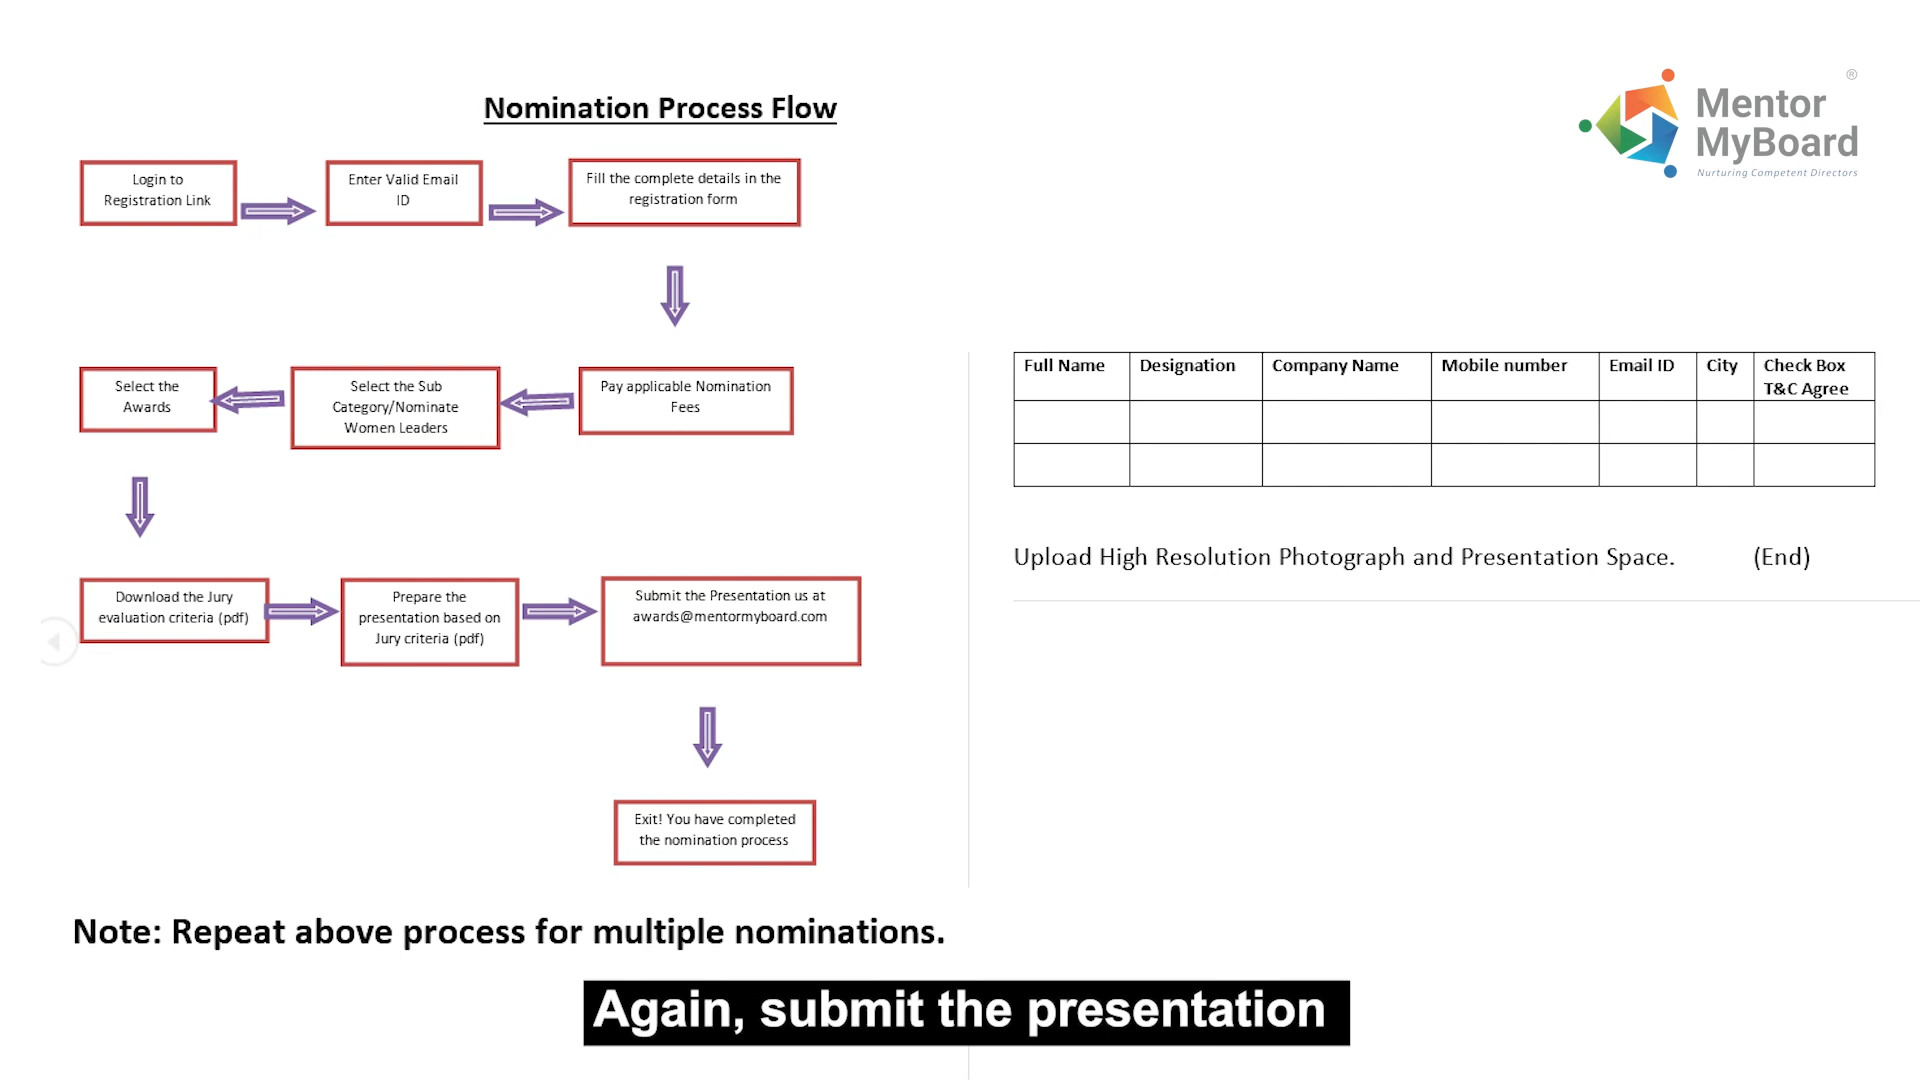 Nomination Process Flow
®
Mentor
MyBoard
Nurturing Competent Directors
Login to
Registration Link
Enter Valid Email
ID
Fill the complete details in the
registration form
Pay applicable Nomination
Fees
Select the Sub
Category/Nominate
Women Leaders
Select the
Awards
Download the Jury
evaluation criteria (pdf)
Prepare the
presentation based on
Jury criteria (pdf)
Submit the Presentation us at
awards@mentormyboard.com
Exit! You have completed
the nomination process
Full Name Designation Company Name Mobile number Email ID City Check Box
T&C Agree
Upload High Resolution Photograph and Presentation Space. (End)
Note: Repeat above process for multiple nominations.
Again, submit the presentation